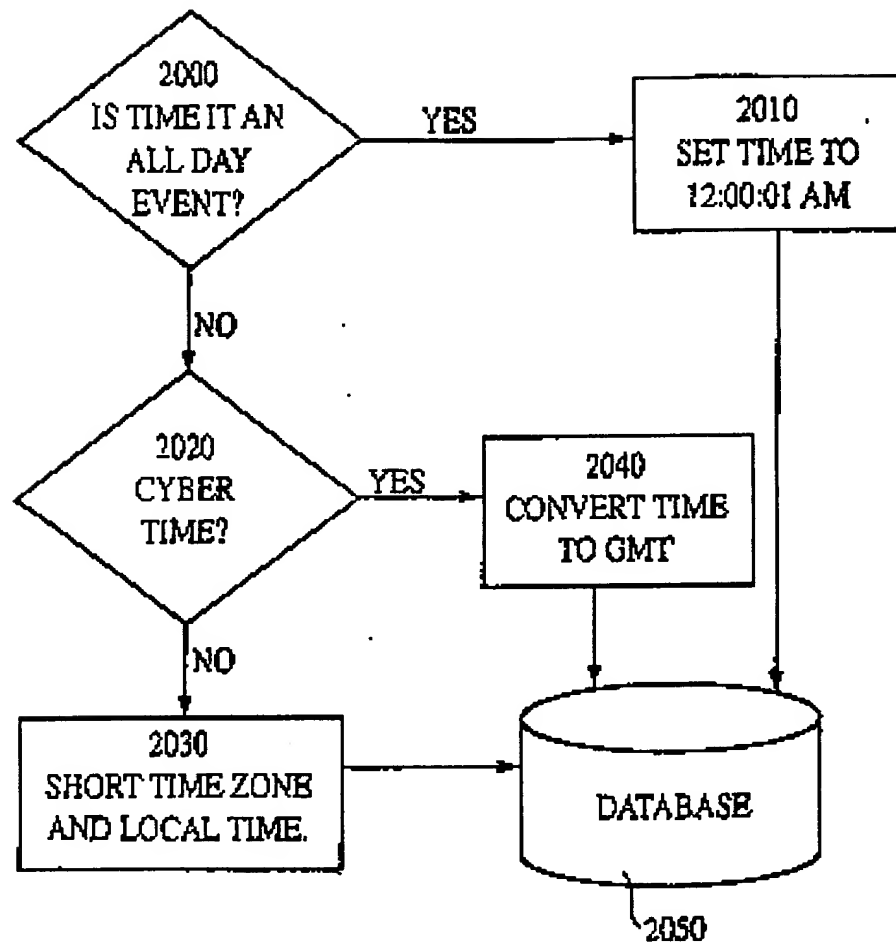 2000
IS TIME IT AN
ALL DAY
EVENT?
YES
2010
SET TIME TO
12:00:01 AM
NO
2020
CYBER
TIME?
YES
2040
CONVERT TIME
TO GMT
NO
2030
SHORT TIME ZONE
AND LOCAL TIME.
DATABASE
2050